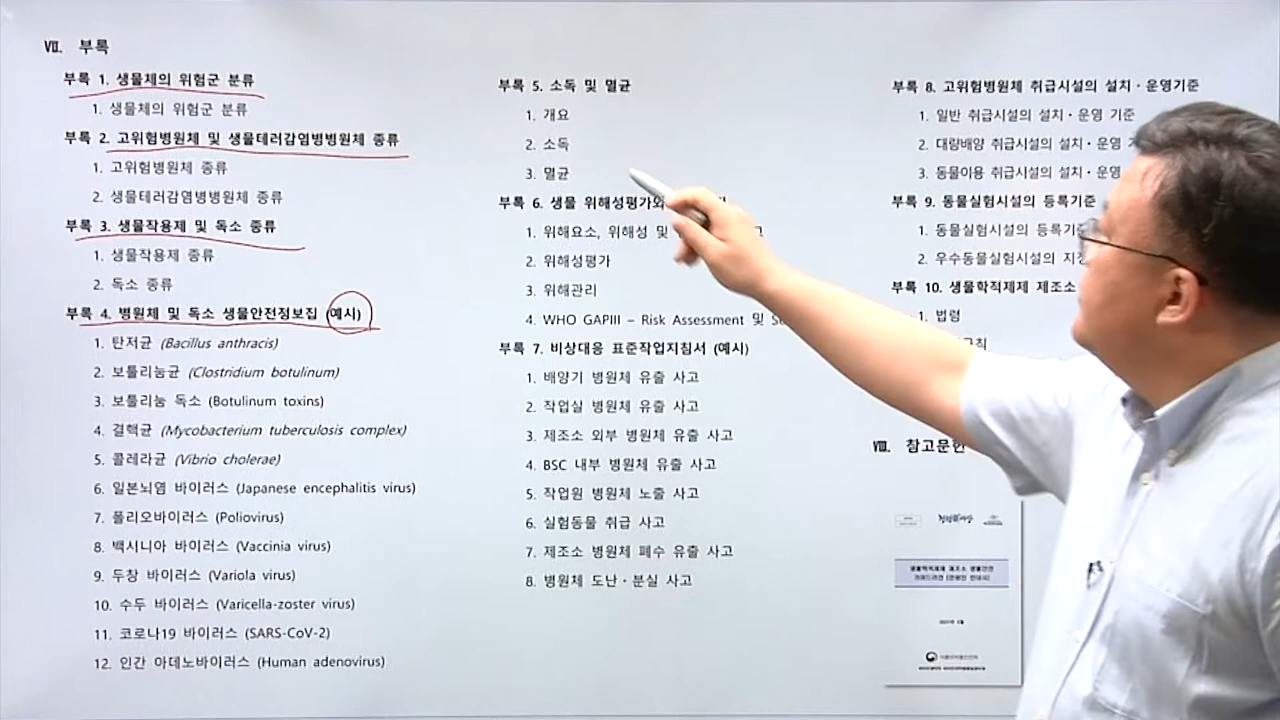 Ⅶ. 부록
부록 1. 생물체의 위험군 분류
1. 생물체의 위험군 분류
부록 2. 고위험병원체 및 생물테러감염병병원체 종류
1. 고위험병원체 종류
2. 생물테러감염병병원체 종류
부록 3. 생물작용제 및 독소 종류
1. 생물작용제 종류
2. 독소 종류
부록 4. 병원체 및 독소 생물안전정보집 (예시)
1. 탄저균 (Bacillus anthracis)
2. 보툴리눔균 (Clostridium botulinum)
3. 보툴리눔 독소 (Botulinum toxins)
4. 결핵균 (Mycobacterium tuberculosis complex)
5. 콜레라균 (Vibrio cholerae)
6. 일본뇌염 바이러스 (Japanese encephalitis virus)
7. 폴리오바이러스 (Poliovirus)
8. 백시니아 바이러스 (Vaccinia virus)
9. 두창 바이러스 (Variola virus)
10. 수두 바이러스 (Varicella-zoster virus)
11. 코로나19 바이러스 (SARS-CoV-2)
12. 인간 아데노바이러스 (Human adenovirus)
부록 5. 소독 및 멸균
1. 개요
2. 소독
3. 멸균
부록 6. 생물 위해성평가와
1. 위해요소, 위해성 및
2. 위해성평가
3. 위해관리
4. WHO GAPIII – Risk Assessment 및
부록 7. 비상대응 표준작업지침서 (예시)
1. 배양기 병원체 유출 사고
2. 작업실 병원체 유출 사고
3. 제조소 외부 병원체 유출 사고
4. BSC 내부 병원체 유출 사고
5. 작업원 병원체 노출 사고
6. 실험동물 취급 사고
7. 제조소 병원체 폐수 유출 사고
8. 병원체 도난・분실 사고
부록 8. 고위험병원체 취급시설의 설치・운영기준
1. 일반 취급시설의 설치・운영 기준
2. 대량배양 취급시설의 설치・운영
3. 동물이용 취급시설의 설치・운영
부록 9. 동물실험시설의 등록기준
1. 동물실험시설의 등록기준
2. 우수동물실험시설의
부록 10. 생물학적제제 제조소
1. 법령
Ⅷ. 참고문헌
생물학적제제 제조소 생물안전